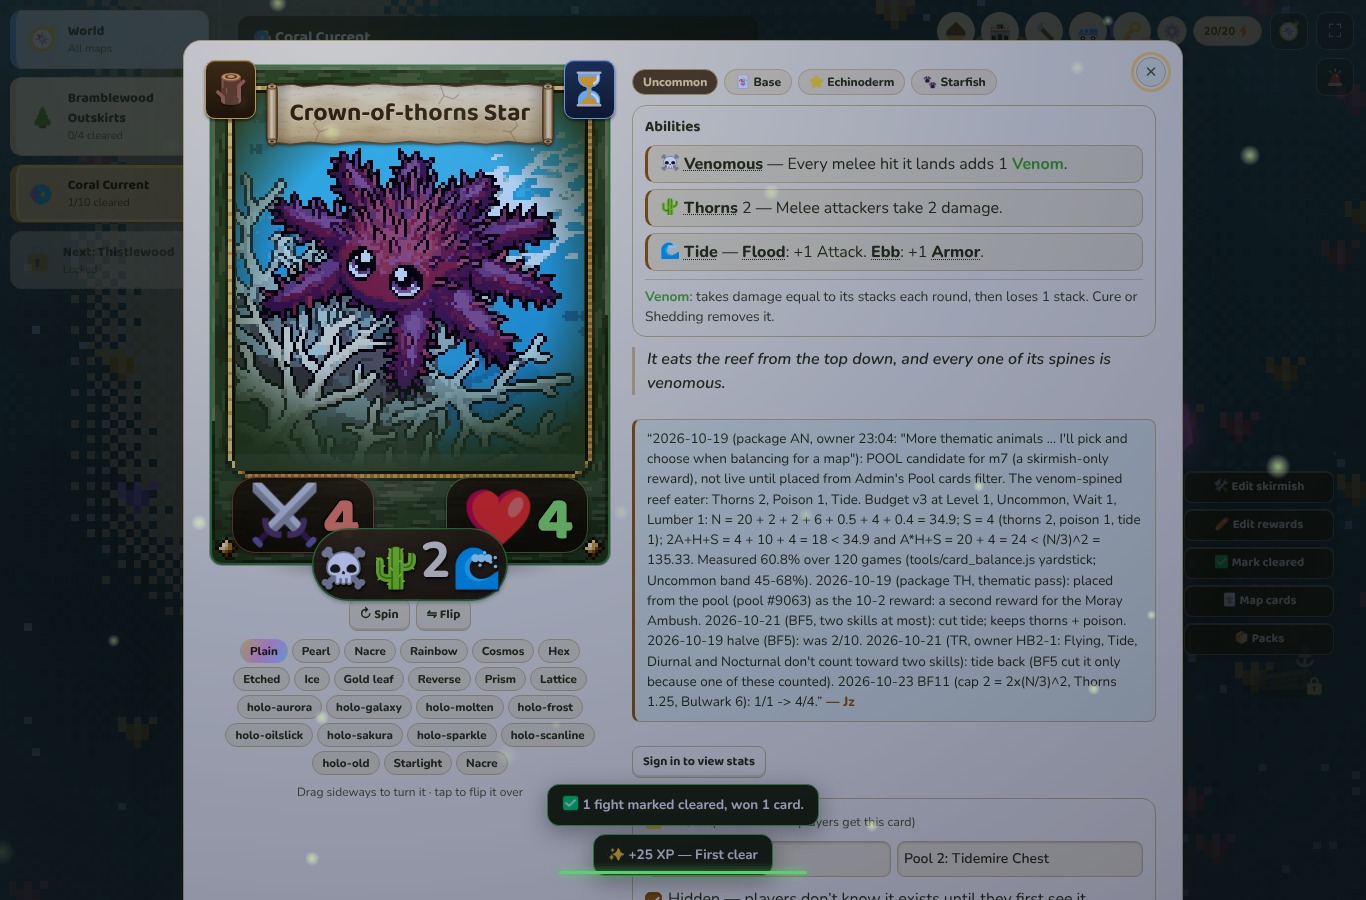 World
All maps
Bramblewood
Outskirts
0/4 cleared
Coral Current
1/10 cleared
Next: Thistlewood
Locked
Coral Current
20/20
Crown-of-thorns Star
4
4
2
Spin
Flip
Plain
Pearl
Nacre
Rainbow
Cosmos
Hex
Etched
Ice
Gold leaf
Reverse
Prism
Lattice
holo-aurora
holo-galaxy
holo-molten
holo-frost
holo-oilslick
holo-sakura
holo-sparkle
holo-scanline
holo-old
Starlight
Nacre
Drag sideways to turn it · tap to flip it over
Uncommon
Base
Echinoderm
Starfish
Abilities
Venomous — Every melee hit it lands adds 1 Venom.
Thorns 2 — Melee attackers take 2 damage.
Tide — Flood: +1 Attack. Ebb: +1 Armor.
Venom: takes damage equal to its stacks each round, then loses 1 stack. Cure or
Shedding removes it.
It eats the reef from the top down, and every one of its spines is
venomous.
“2026-10-19 (package AN, owner 23:04: "More thematic animals ... I'll pick and
choose when balancing for a map"): POOL candidate for m7 (a skirmish-only
reward), not live until placed from Admin's Pool cards filter. The venom-spined
reef eater: Thorns 2, Poison 1, Tide. Budget v3 at Level 1, Uncommon, Wait 1,
Lumber 1: N = 20 + 2 + 2 + 6 + 0.5 + 4 + 0.4 = 34.9; S = 4 (thorns 2, poison 1, tide
1); 2A+H+S = 4 + 10 + 4 = 18 < 34.9 and A*H+S = 20 + 4 = 24 < (N/3)^2 =
135.33. Measured 60.8% over 120 games (tools/card_balance.js yardstick;
Uncommon band 45-68%). 2026-10-19 (package TH, thematic pass): placed
from the pool (pool #9063) as the 10-2 reward: a second reward for the Moray
Ambush. 2026-10-21 (BF5, two skills at most): cut tide; keeps thorns + poison.
2026-10-19 halve (BF5): was 2/10. 2026-10-21 (TR, owner HB2-1: Flying, Tide,
Diurnal and Nocturnal don't count toward two skills): tide back (BF5 cut it only
because one of these counted). 2026-10-23 BF11 (cap 2 = 2x(N/3)^2, Thorns
1.25, Bulwark 6): 1/1 -> 4/4.” — Jz
Sign in to view stats
ayers get this card)
Pool 2: Tidemire Chest
Hidden — players don't know it exists until they first see it
1 fight marked cleared, won 1 card.
+25 XP — First clear
Edit skirmish
Edit rewards
Mark cleared
Map cards
Packs